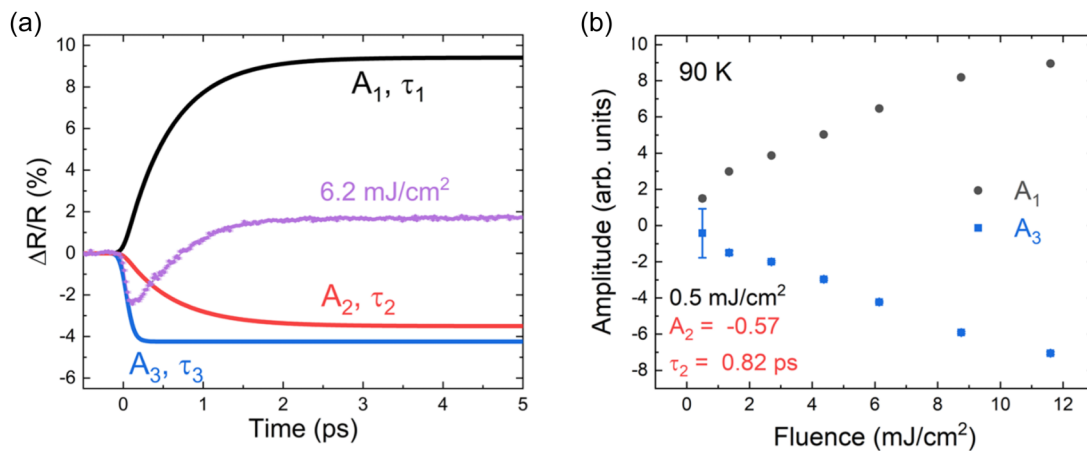 (a)
10
8
6
4
2
0
-2
-4
-6
ΔR/R (%)
A₁, τ₁
6.2 mJ/cm²
A₂, τ₂
A₃, τ₃
0
1
2
3
4
5
Time (ps)
(b)
10
8
6
4
2
0
-2
-4
-6
-8
Amplitude (arb. units)
90 K
A₁
A₃
0.5 mJ/cm²
A₂ = -0.57
τ₂ = 0.82 ps
0
2
4
6
8
10
12
Fluence (mJ/cm²)